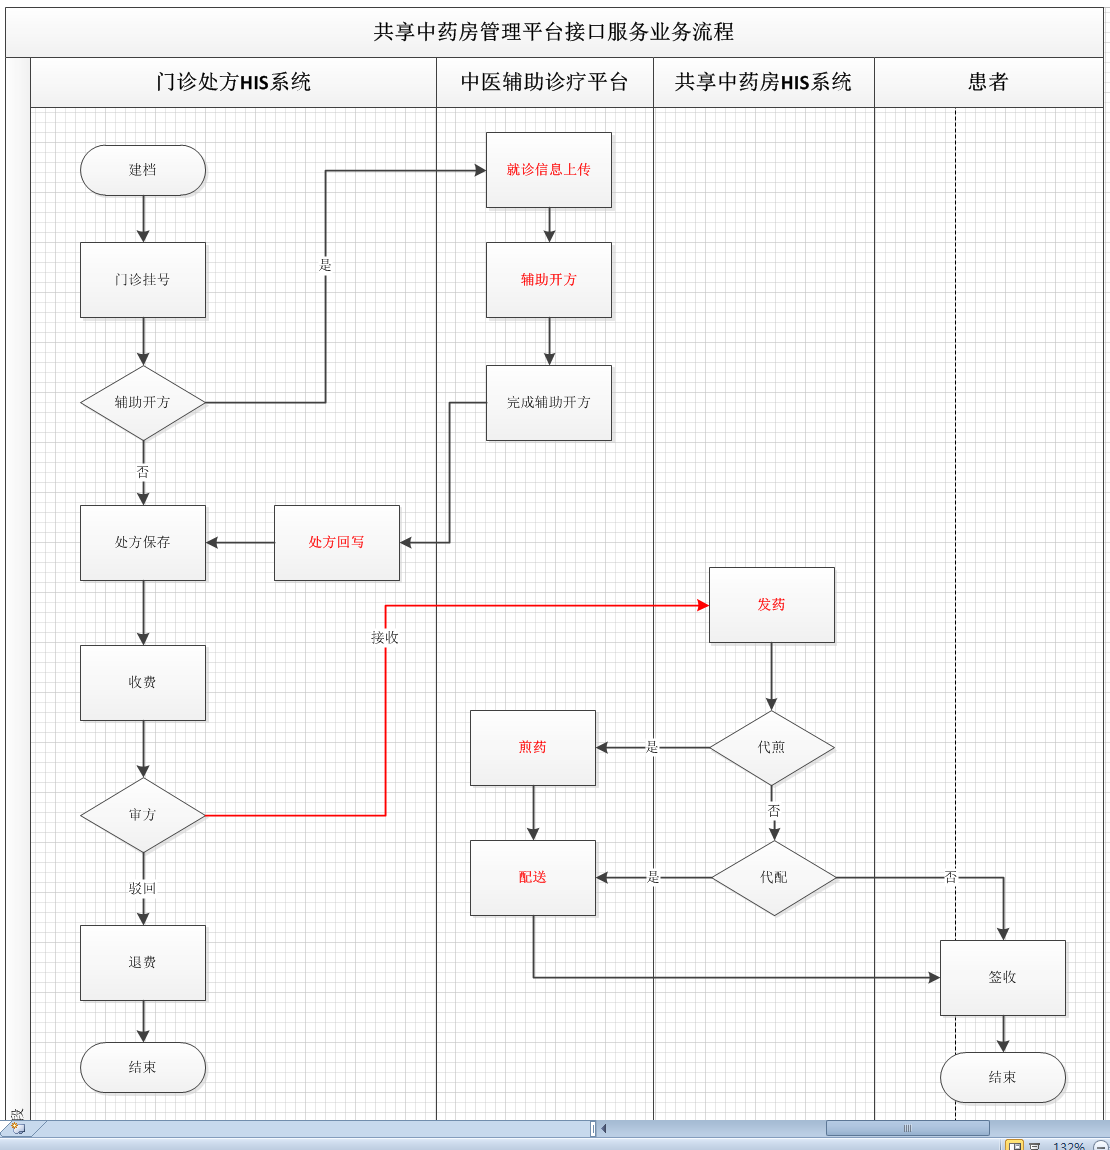 共享中药房管理平台接口服务业务流程
门诊处方HIS系统
中医辅助诊疗平台
共享中药房HIS系统
患者
建档
就诊信息上传
是
门诊挂号
辅助开方
辅助开方
完成辅助开方
否
处方保存
处方回写
发药
接收
收费
煎药
是
代煎
否
审方
配送
是
代配
否
驳回
退费
签收
结束
结束
段
132%